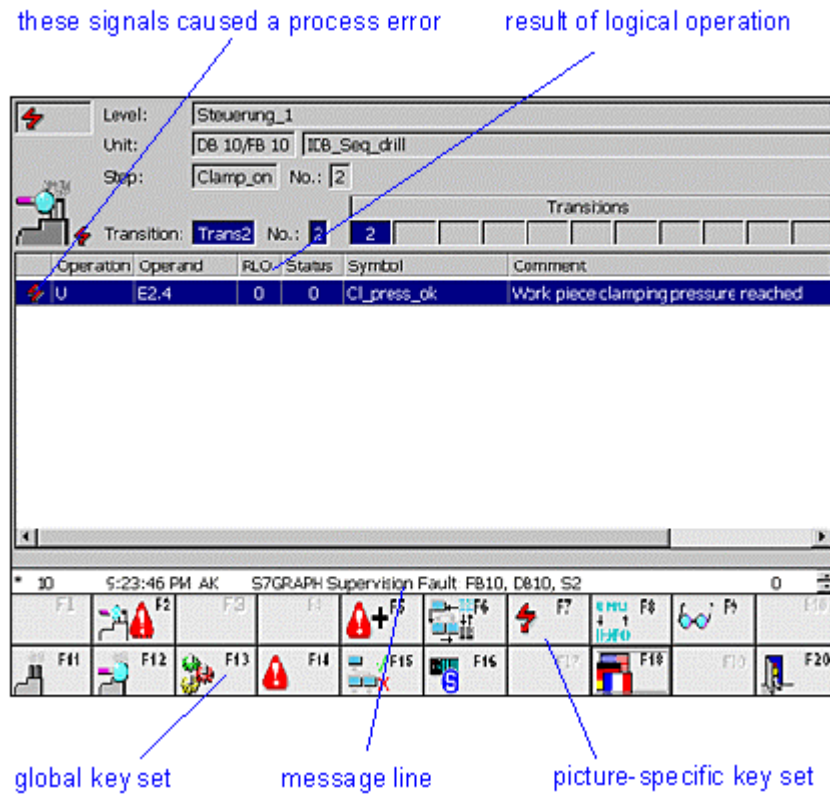 these signals caused a process error
result of logical operation
Level: Steuerung_1
Unit: DB 10/FB 10 IDB_Seq_drill
Step: Clamp_on No.: 2
Transitions
Transition: Trans2 No.: 2 2
Operation Operand RLO Status Symbol Comment
U E2.4 0 0 Cl_press_ok Work piece clamping pressure reached
* 10 5:23:46 PM AK S7GRAPH Supervision Fault FB10, DB10, S2 0
F1 F2 F3 F4 F5 F6 F7 F8 F9 F10
F11 F12 F13 F14 F15 F16 F17 F18 F19 F20
global key set
message line
picture-specific key set